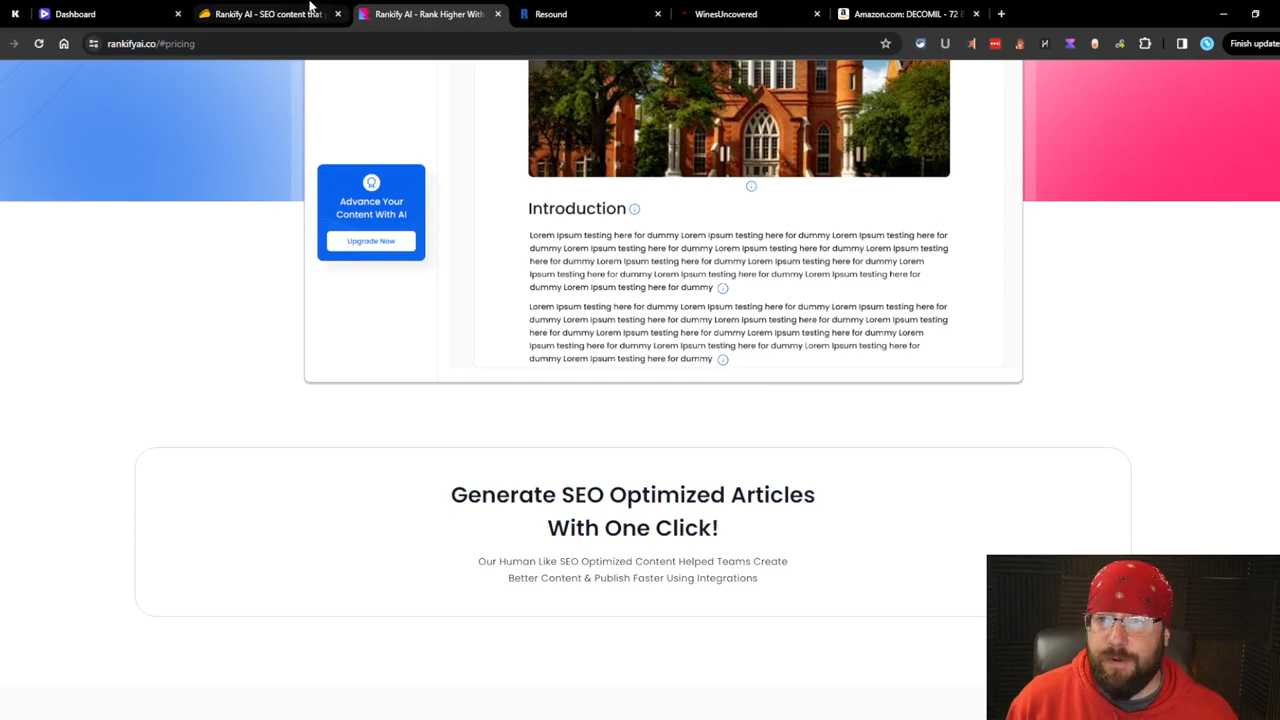 Dashboard
Rankify AI - SEO content that
Rankify AI - Rank Higher With
Resound
WinesUncovered
Amazon.com: DECOMIL - 72
rankifyai.co/#pricing
Finish update
Advance Your
Content With AI
Upgrade Now
Introduction
Lorem Ipsum testing here for dummy Lorem Ipsum testing here for dummy Lorem Ipsum testing here for
dummy Lorem Ipsum testing here for dummy Lorem Ipsum testing here for dummy Lorem Ipsum testing
here for dummy Lorem Ipsum testing here for dummy Lorem Ipsum testing here for dummy Lorem
Ipsum testing here for dummy Lorem Ipsum testing here for dummy Lorem Ipsum testing here for
dummy Lorem Ipsum testing here for dummy
Lorem Ipsum testing here for dummy Lorem Ipsum testing here for dummy Lorem Ipsum testing here for
dummy Lorem Ipsum testing here for dummy Lorem Ipsum testing here for dummy Lorem Ipsum testing
here for dummy Lorem Ipsum testing here for dummy Lorem Ipsum testing here for dummy Lorem
Ipsum testing here for dummy Lorem Ipsum testing here for dummy Lorem Ipsum testing here for
dummy Lorem Ipsum testing here for dummy
Generate SEO Optimized Articles
With One Click!
Our Human Like SEO Optimized Content Helped Teams Create
Better Content & Publish Faster Using Integrations